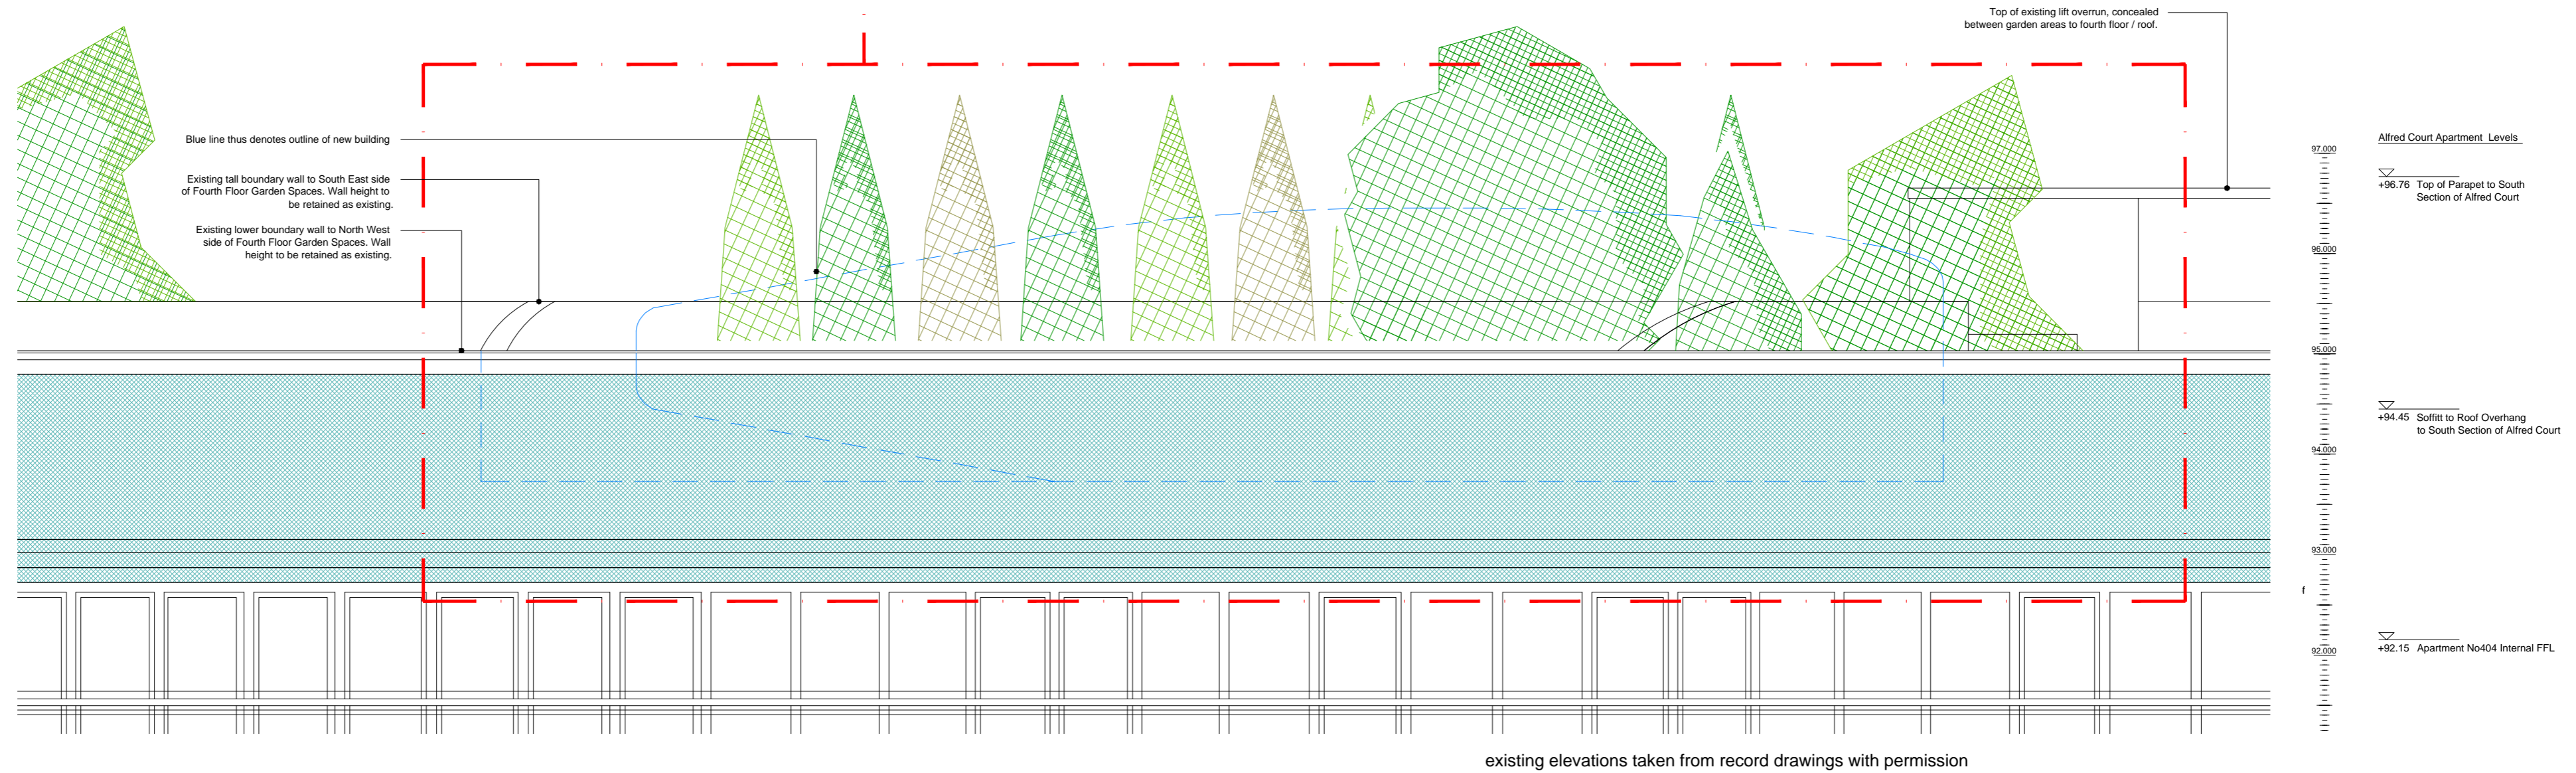 Top of existing lift overrun, concealed
between garden areas to fourth floor / roof.
Blue line thus denotes outline of new building
Existing tall boundary wall to South East side
of Fourth Floor Garden Spaces. Wall height to
be retained as existing.
Existing lower boundary wall to North West
side of Fourth Floor Garden Spaces. Wall
height to be retained as existing.
Alfred Court Apartment Levels
97.000
+96.76 Top of Parapet to South
Section of Alfred Court
96.000
95.000
+94.45 Soffitt to Roof Overhang
to South Section of Alfred Court
94.000
93.000
f
92.000
+92.15 Apartment No404 Internal FFL
existing elevations taken from record drawings with permission